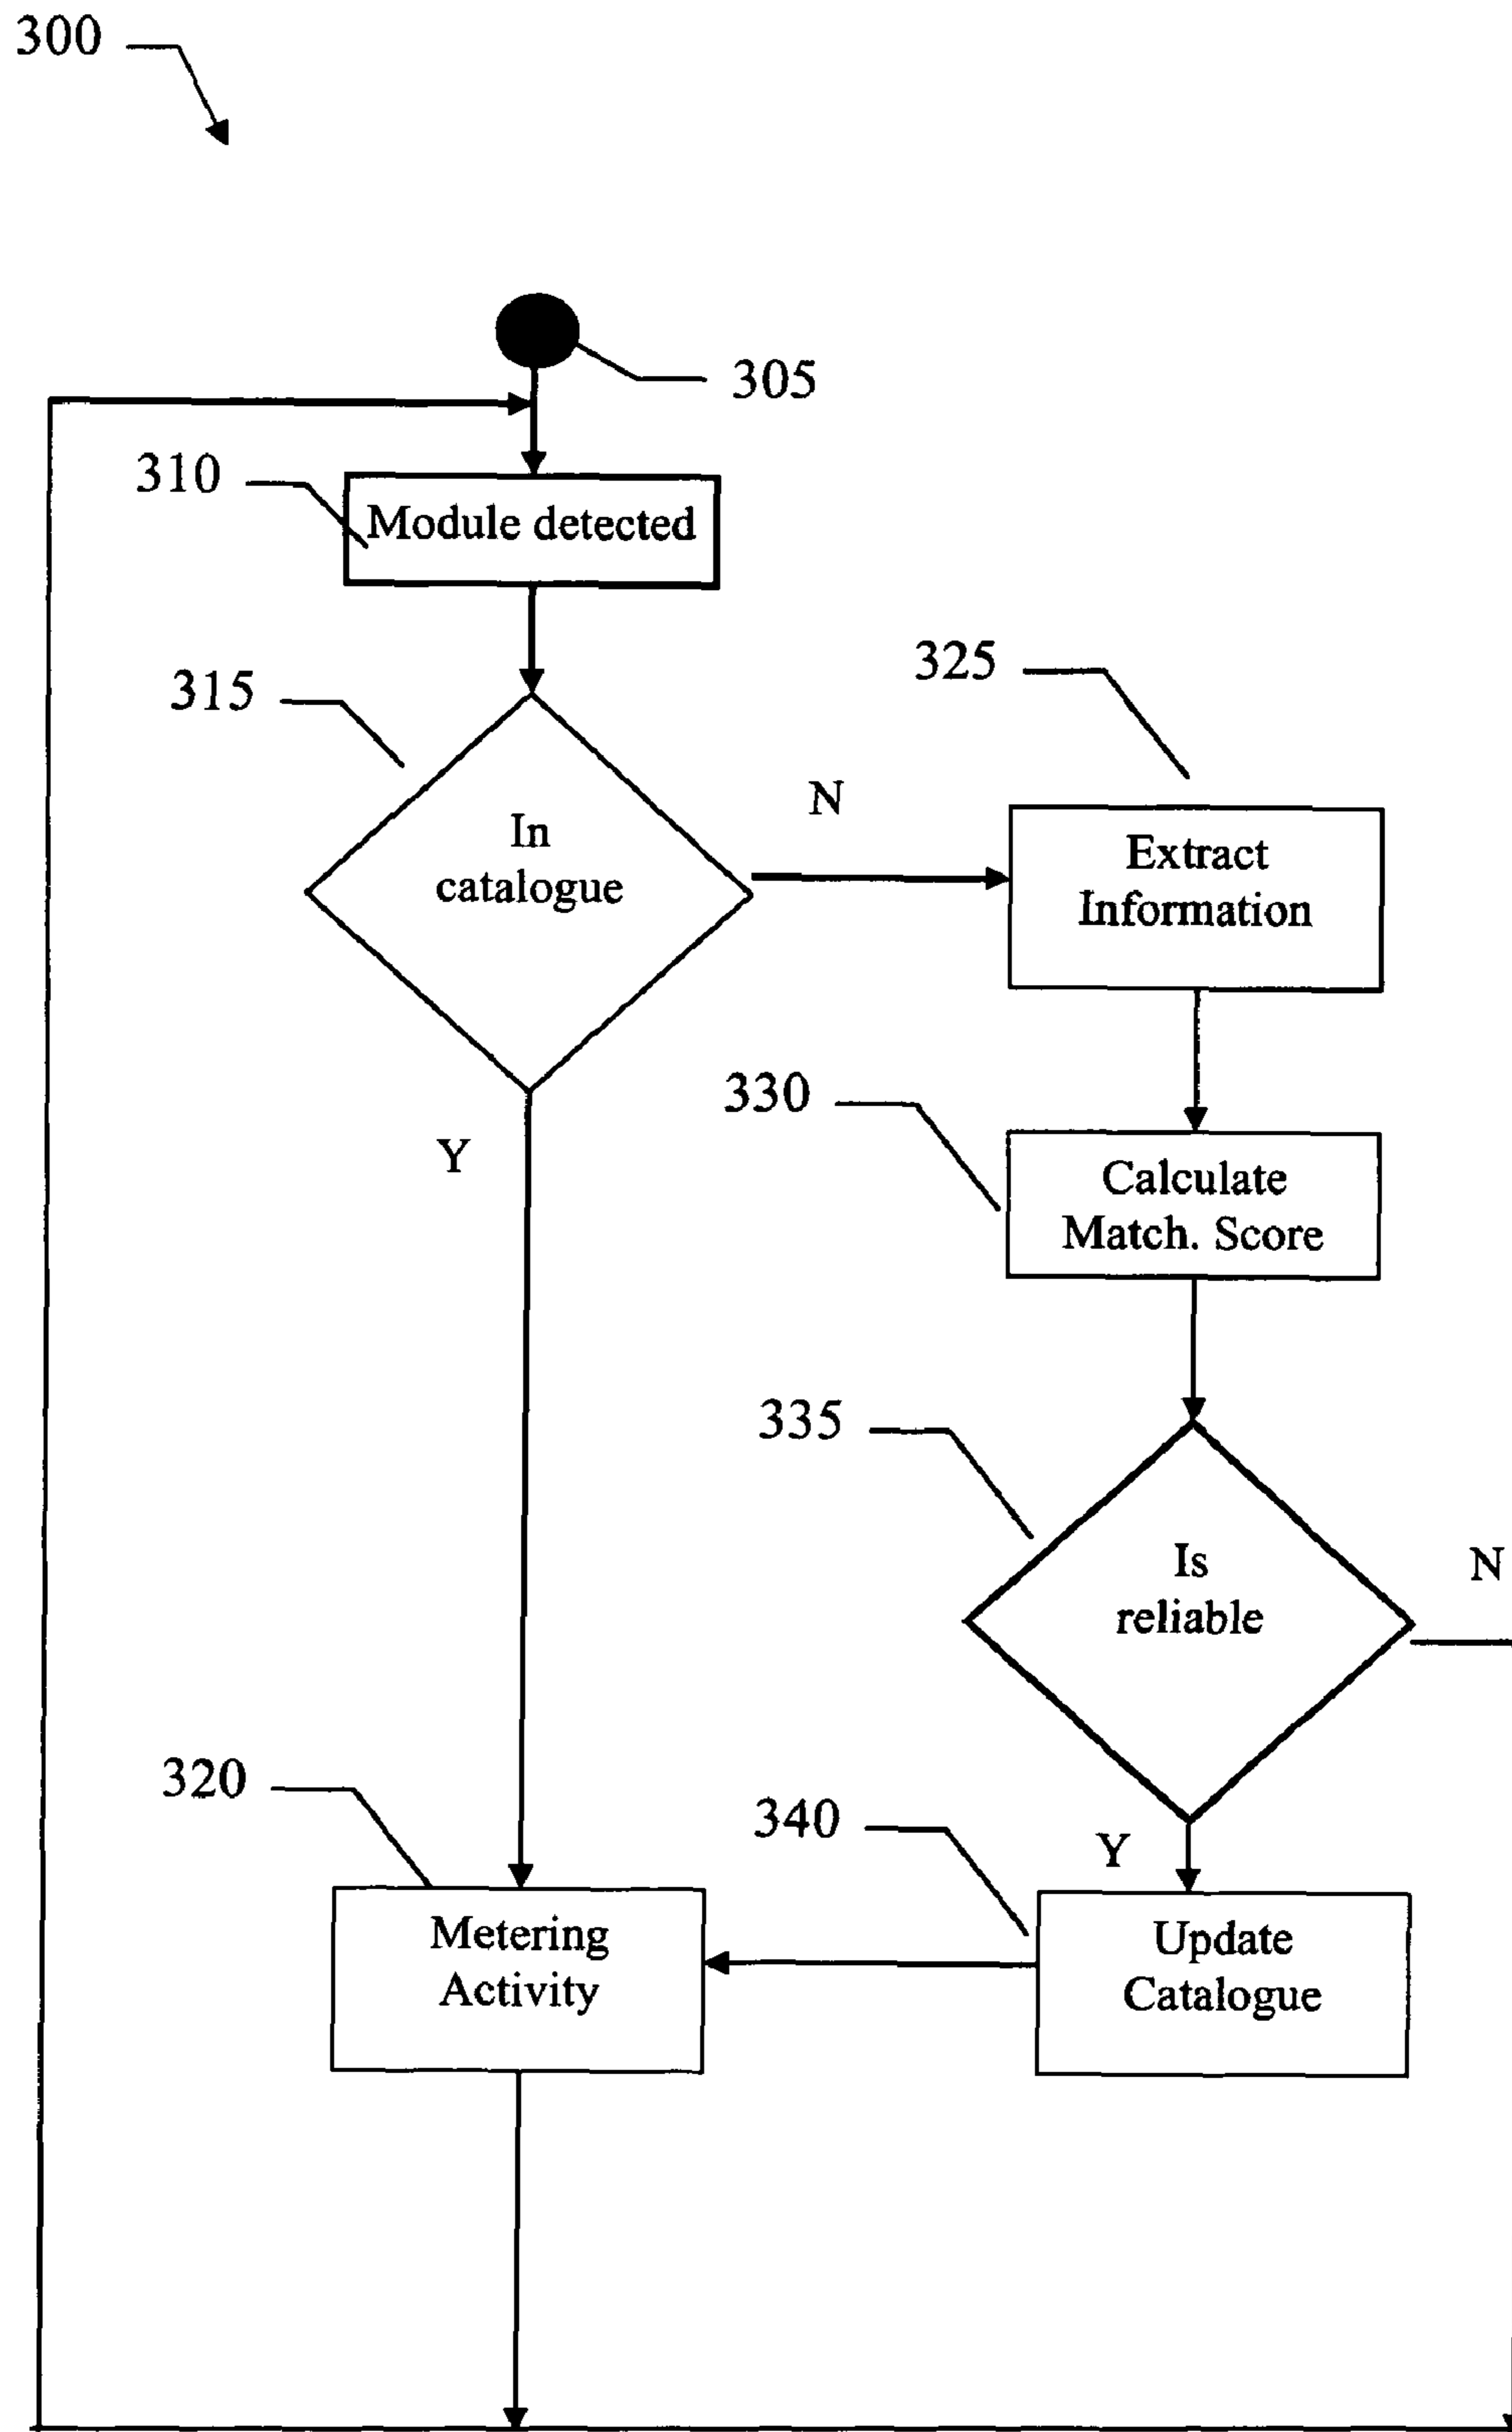 300
305
310
Module detected
315
In
catalogue
N
325
Extract
Information
Y
330
Calculate
Match. Score
335
Is
reliable
N
320
Metering
Activity
340
Y
Update
Catalogue